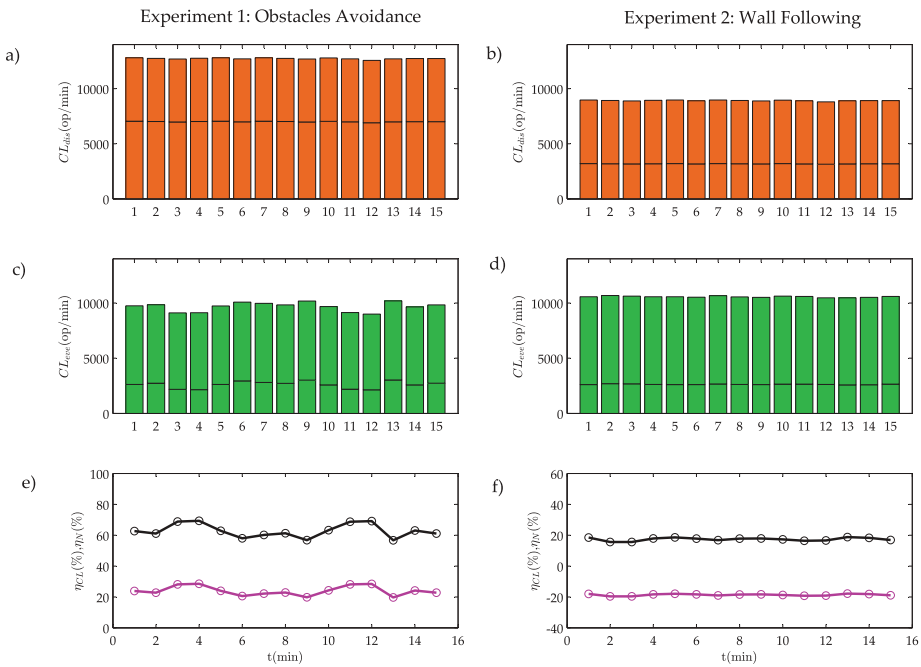 Experiment 1: Obstacles Avoidance
Experiment 2: Wall Following
a)
CL_dis(op/min)
10000
5000
0
1 2 3 4 5 6 7 8 9 10 11 12 13 14 15
b)
CL_dis(op/min)
10000
5000
0
1 2 3 4 5 6 7 8 9 10 11 12 13 14 15
c)
CL_eve(op/min)
10000
5000
0
1 2 3 4 5 6 7 8 9 10 11 12 13 14 15
d)
CL_eve(op/min)
10000
5000
0
1 2 3 4 5 6 7 8 9 10 11 12 13 14 15
e)
η_CL(%),η_N(%)
100
80
60
40
20
0
0 2 4 6 8 10 12 14 16
t(min)
f)
η_CL(%),η_N(%)
60
40
20
0
-20
-40
0 2 4 6 8 10 12 14 16
t(min)